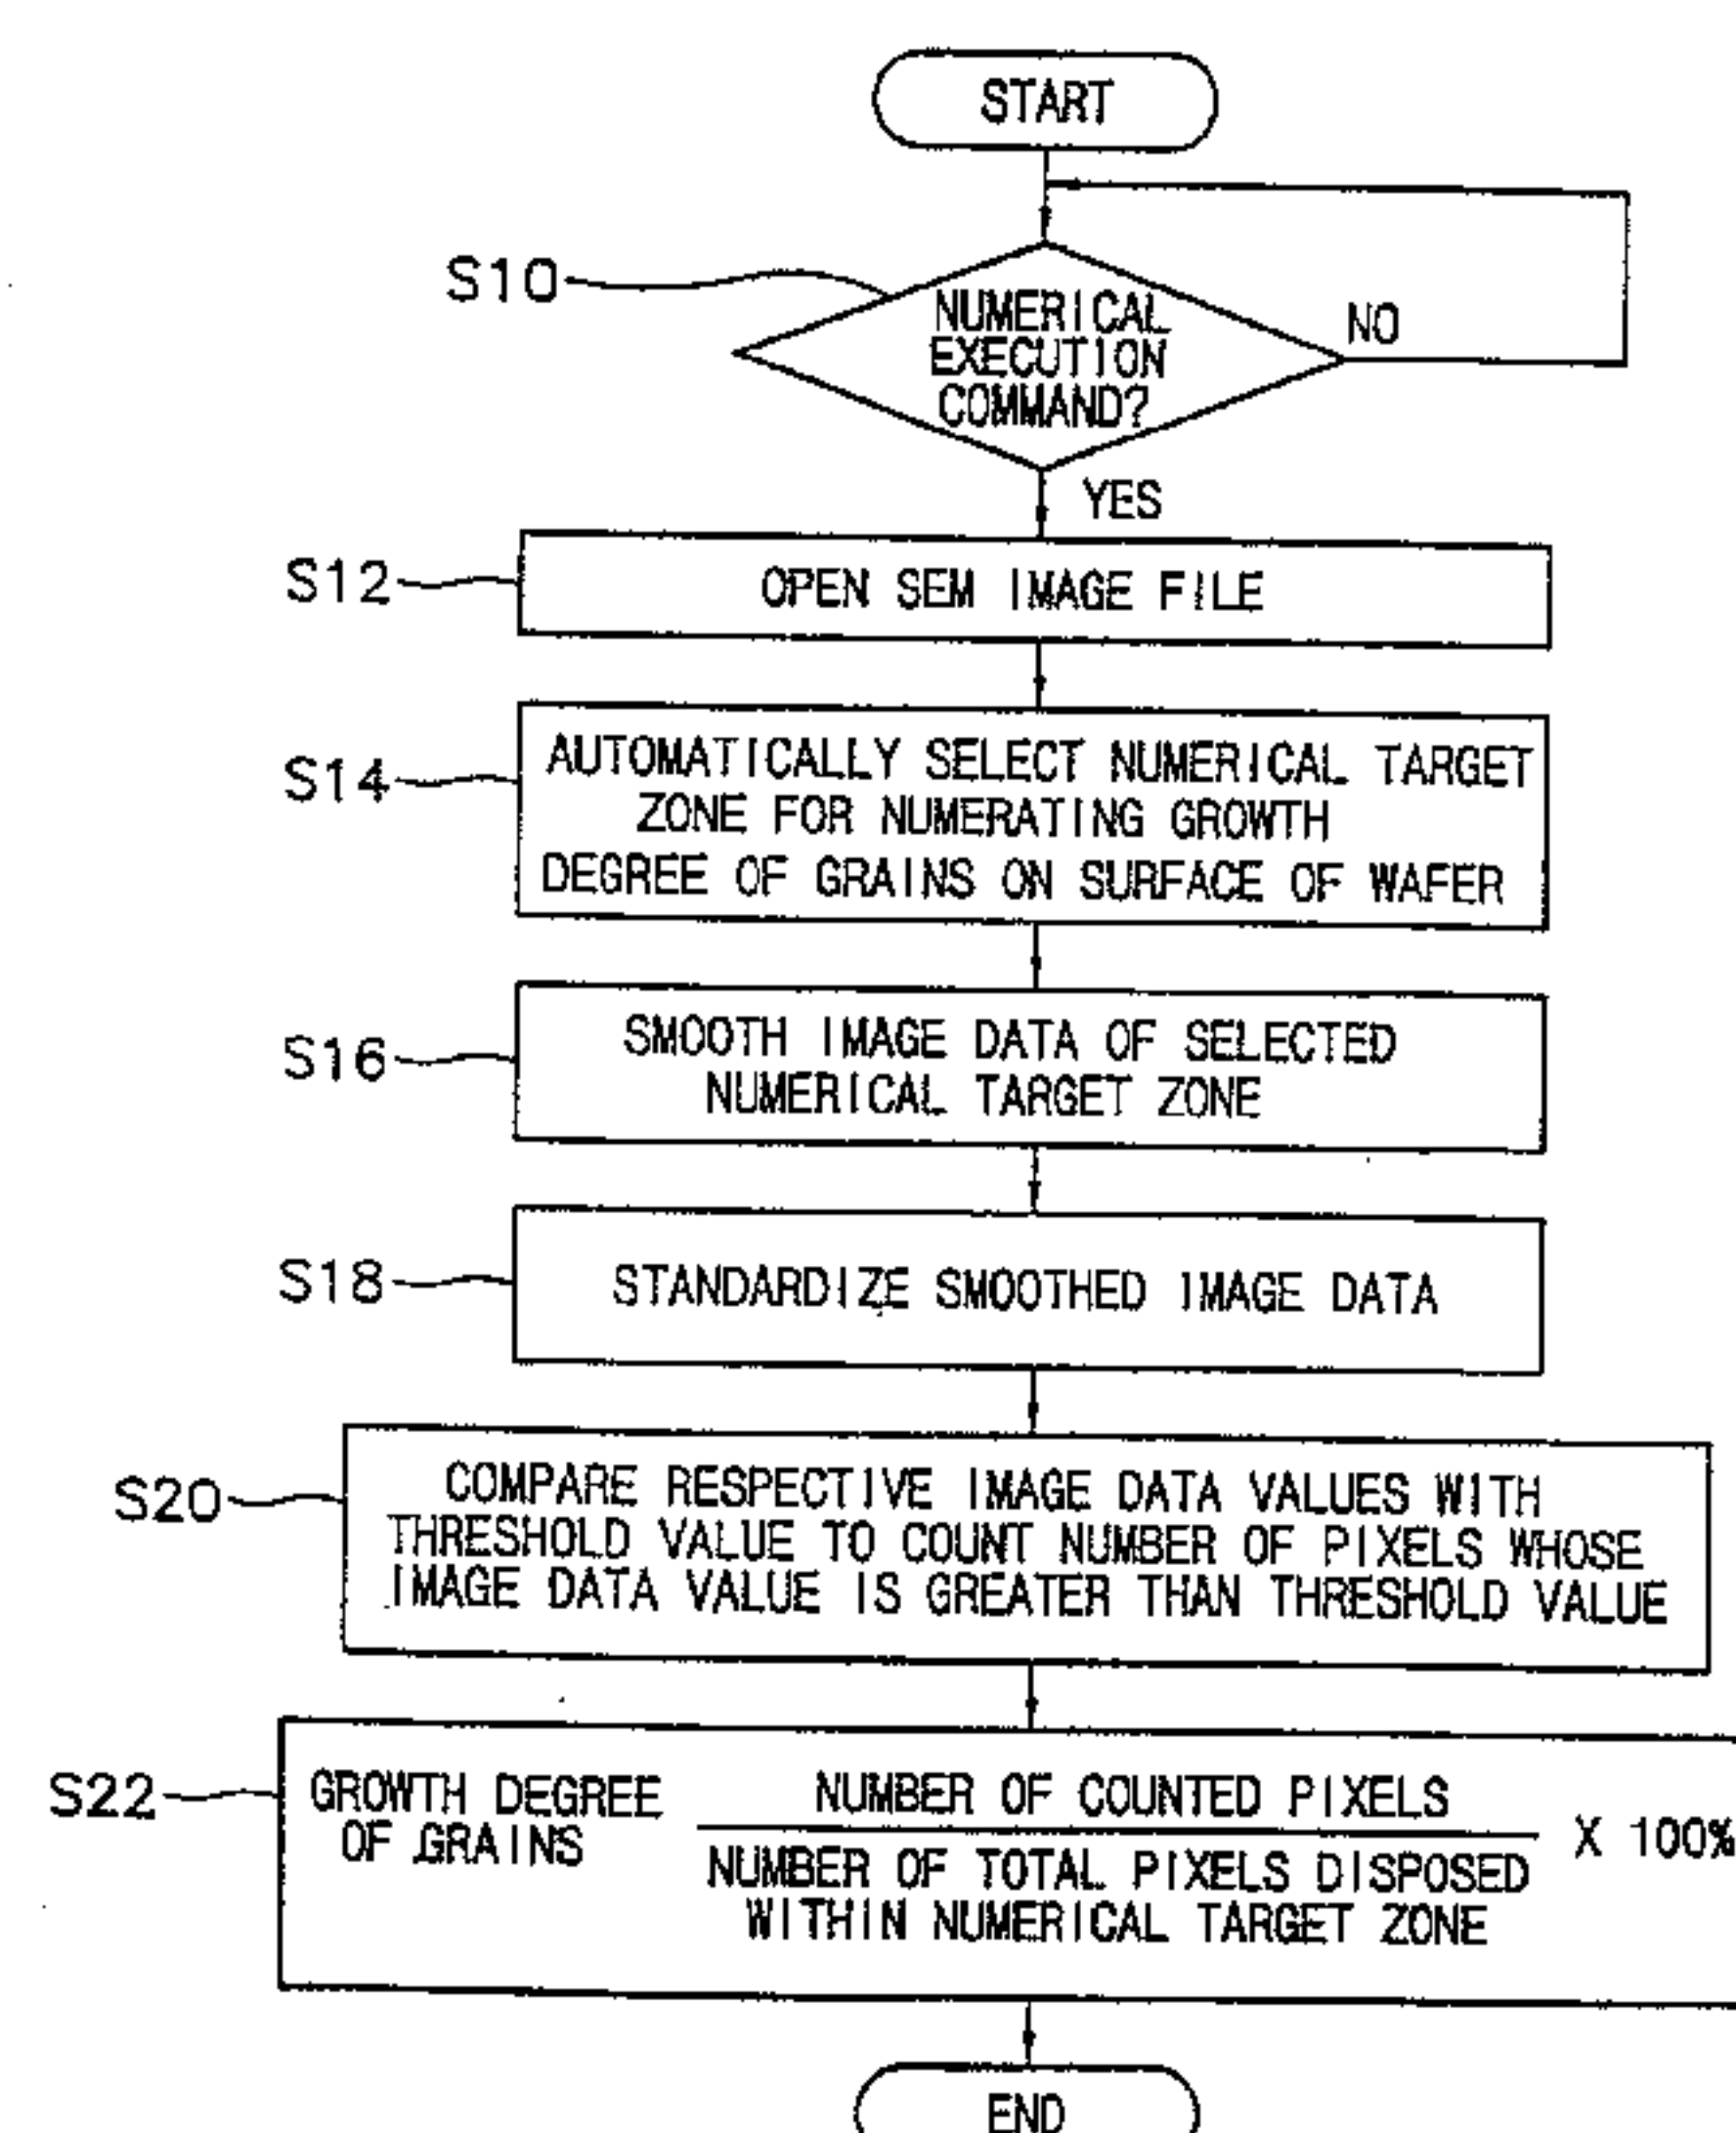 START
S10
NUMERICAL
EXECUTION
COMMAND?
NO
YES
S12
OPEN SEM IMAGE FILE
S14
AUTOMATICALLY SELECT NUMERICAL TARGET
ZONE FOR NUMERATING GROWTH
DEGREE OF GRAINS ON SURFACE OF WAFER
S16
SMOOTH IMAGE DATA OF SELECTED
NUMERICAL TARGET ZONE
S18
STANDARDIZE SMOOTHED IMAGE DATA
S20
COMPARE RESPECTIVE IMAGE DATA VALUES WITH
THRESHOLD VALUE TO COUNT NUMBER OF PIXELS WHOSE
IMAGE DATA VALUE IS GREATER THAN THRESHOLD VALUE
S22
GROWTH DEGREE
OF GRAINS
NUMBER OF COUNTED PIXELS
NUMBER OF TOTAL PIXELS DISPOSED
WITHIN NUMERICAL TARGET ZONE
X 100%
END